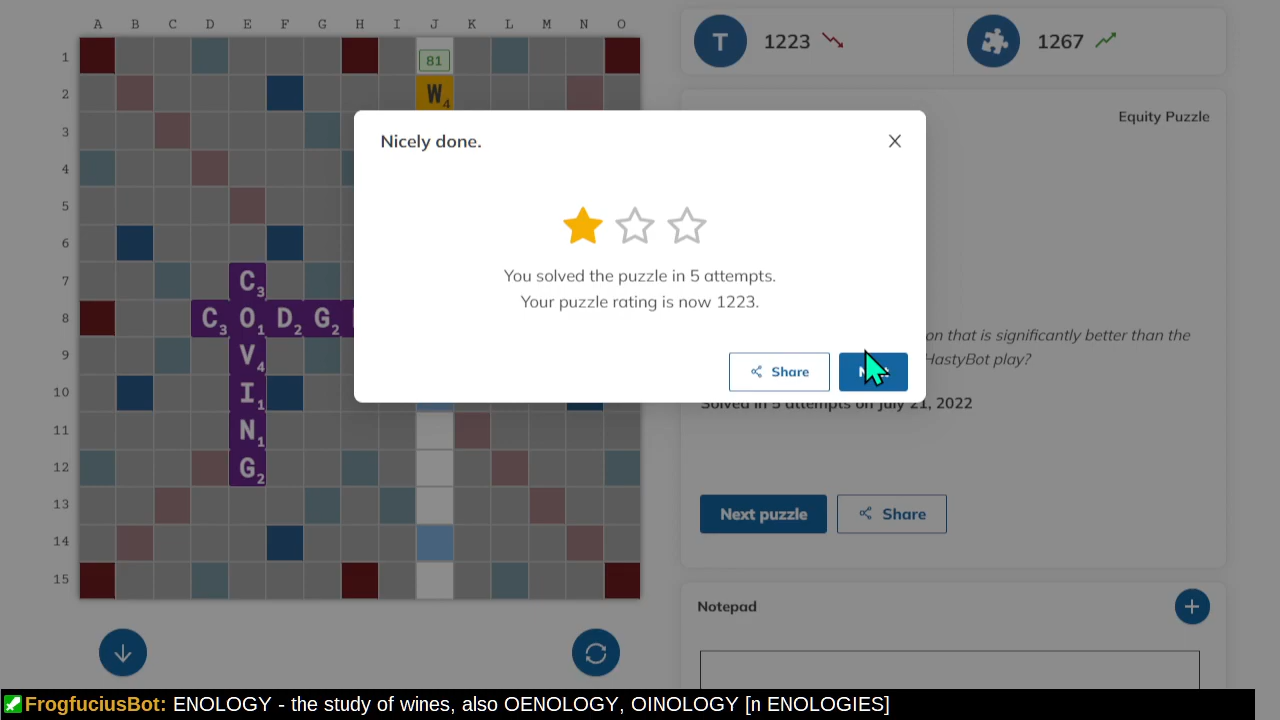 A B C D E F G H I J K L M N O
T 1223
1267
1
81
2
W4
Equity Puzzle
3
Nicely done.
4
5
6
You solved the puzzle in 5 attempts.
Your puzzle rating is now 1223.
7
C3
8
C3 O1 D2 G2
on that is significantly better than the
9
V4
HastyBot play?
Share
10
I1
Solved in 5 attempts on July 21, 2022
11
N1
12
G2
13
Next puzzle
Share
14
15
Notepad
FrogfuciusBot: ENOLOGY - the study of wines, also OENOLOGY, OINOLOGY [n ENOLOGIES]